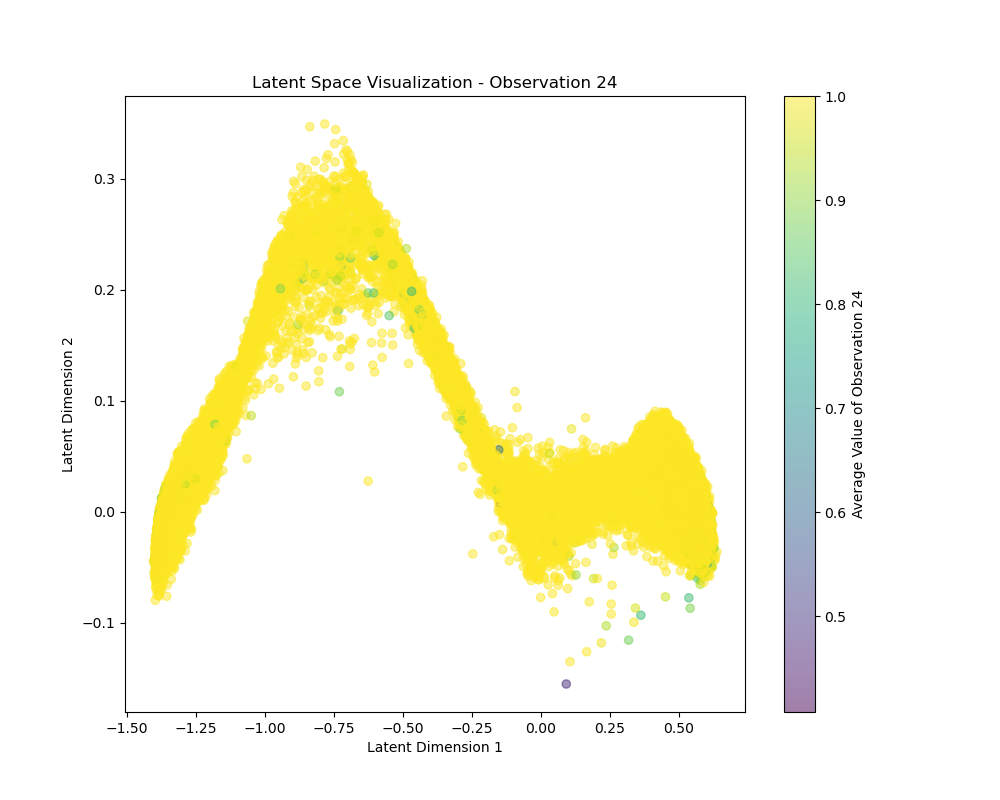 Latent Space Visualization - Observation 24
Latent Dimension 2
0.3
0.2
0.1
0.0
−0.1
−1.50 −1.25 −1.00 −0.75 −0.50 −0.25 0.00 0.25 0.50
Latent Dimension 1
1.0
0.9
0.8
0.7
0.6
0.5
Average Value of Observation 24